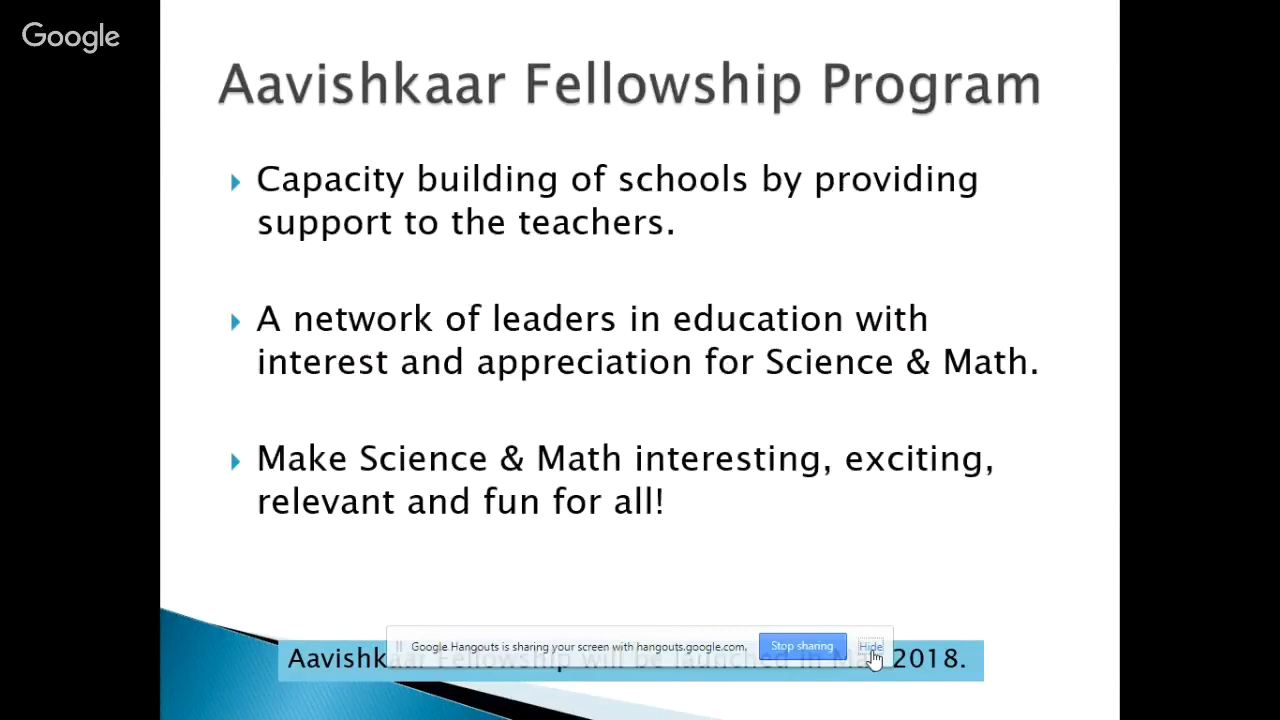 Google
Aavishkaar Fellowship Program
Capacity building of schools by providing
support to the teachers.
A network of leaders in education with
interest and appreciation for Science & Math.
Make Science & Math interesting, exciting,
relevant and fun for all!
Google Hangouts is sharing your screen with hangouts.google.com.
Stop sharing
Hide
Aavishkaar Fellowship will be launched in 2018.